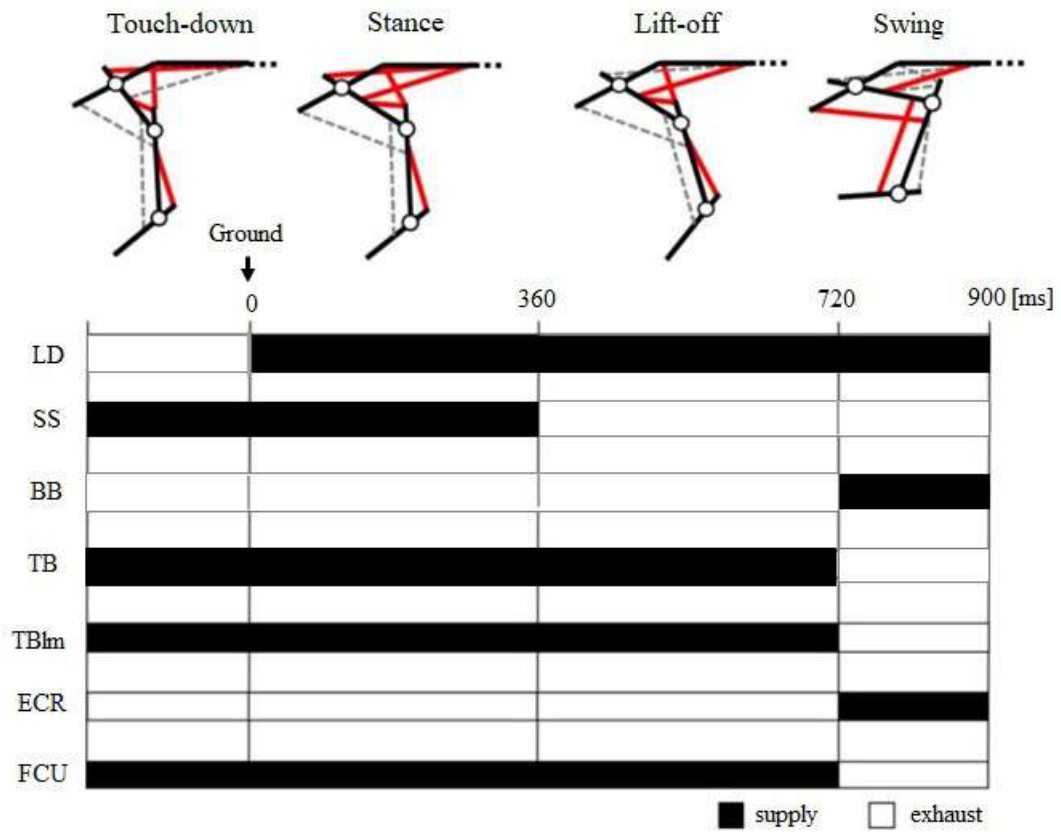 Touch-down Stance Lift-off Swing
Ground
0 360 720 900 [ms]
LD
SS
BB
TB
TBlm
ECR
FCU
supply exhaust